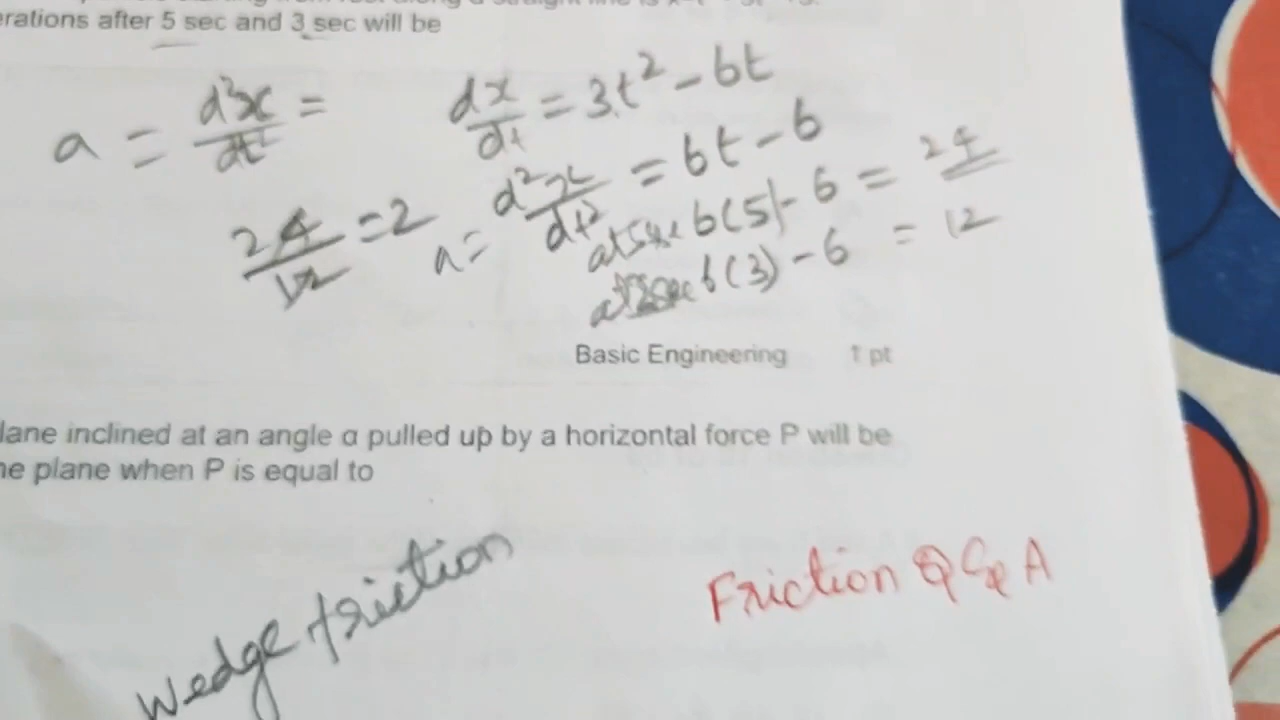 erations after 5 sec and 3 sec will be
a = d²x/dt² =
dx/dt = 3t² - 6t
a = d²x/dt² = 6t - 6
at 5sec 6(5) - 6 = 24
24/12 = 2
6(3) - 6 = 12
Basic Engineering 1 pt
lane inclined at an angle α pulled up by a horizontal force P will be
ne plane when P is equal to
Wedge friction
Friction Q & A